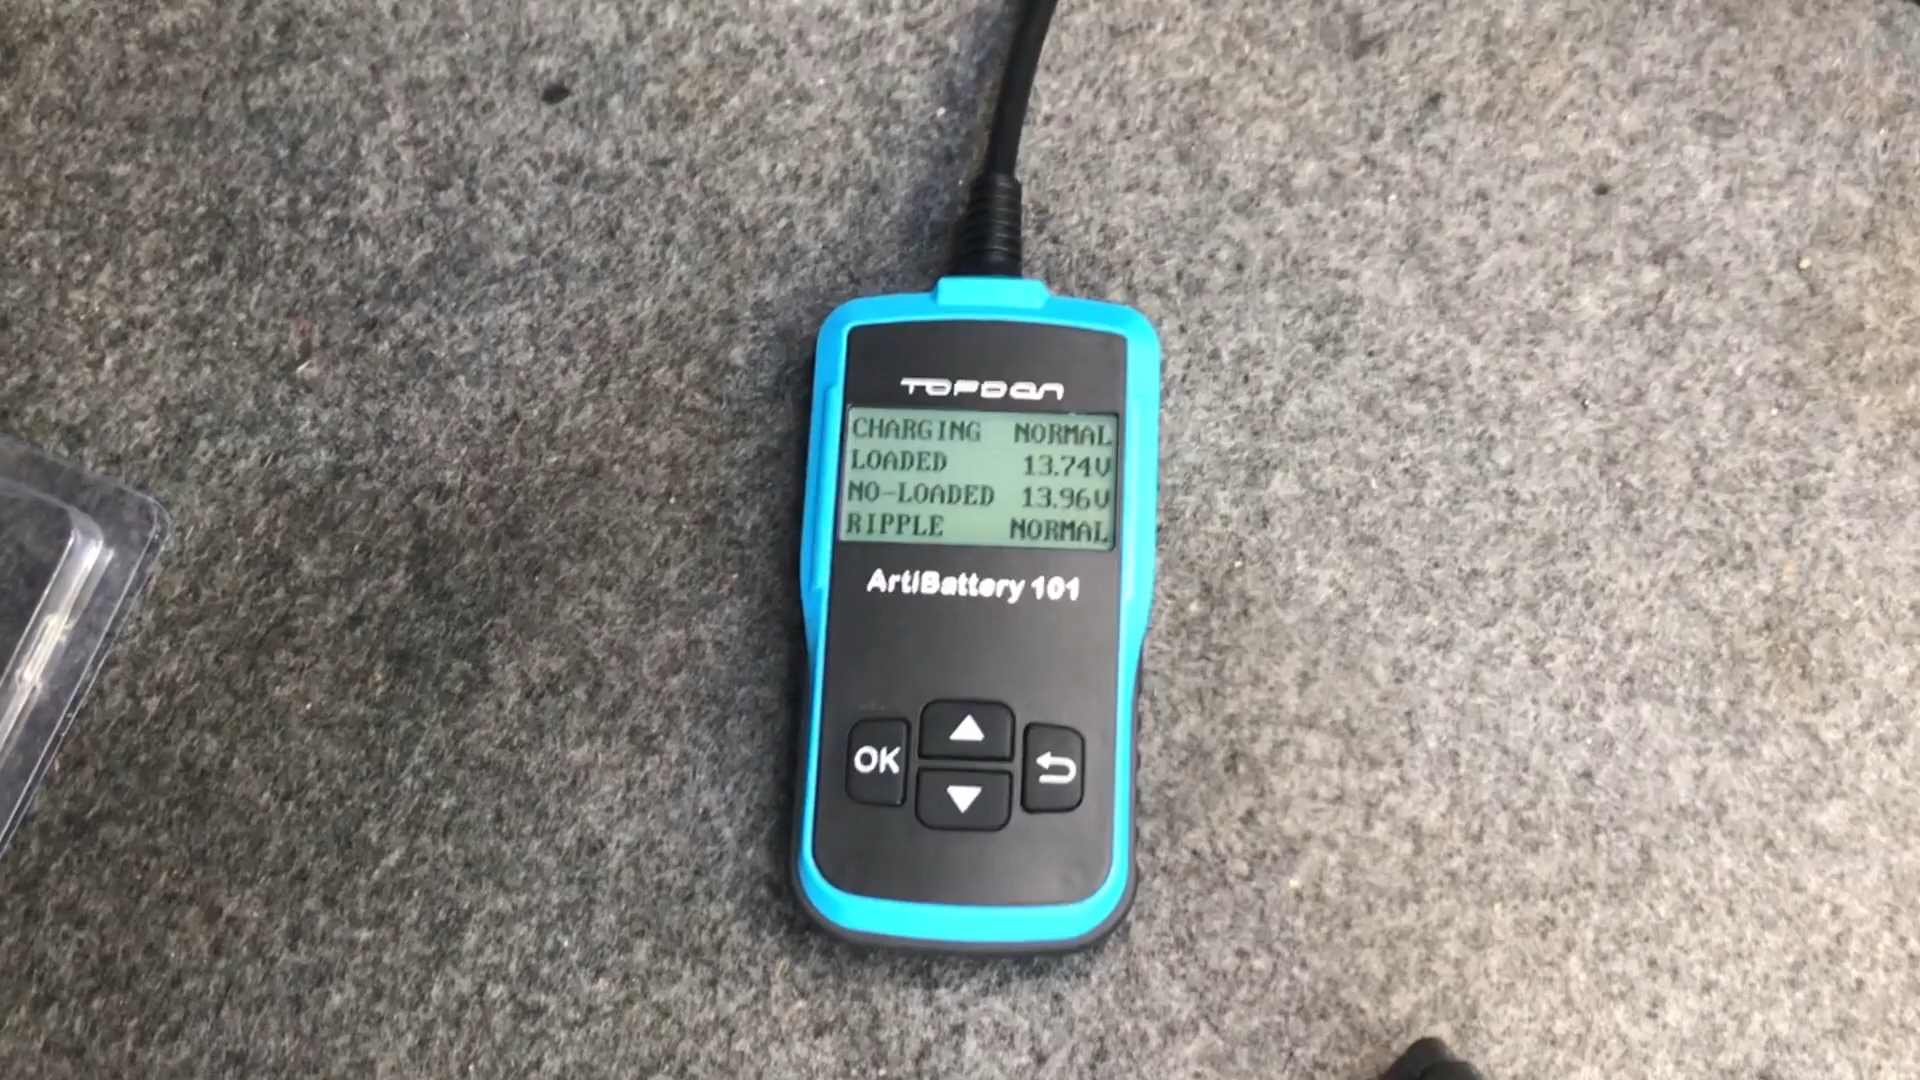 TOPDON
CHARGING NORMAL
LOADED 13.74V
NO-LOADED 13.96V
RIPPLE NORMAL
ArtiBattery 101
OK